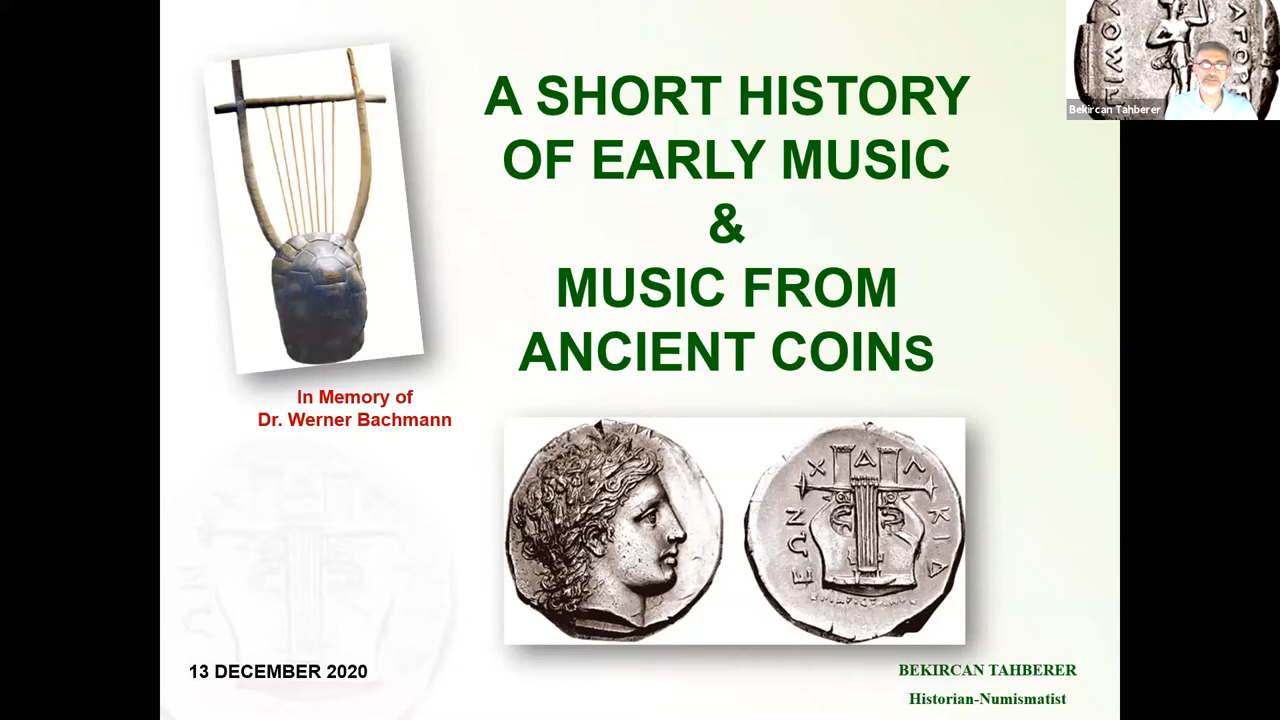 A SHORT HISTORY
OF EARLY MUSIC
&
MUSIC FROM
ANCIENT COINs
In Memory of
Dr. Werner Bachmann
Χ Δ Λ
Κ Ι Δ
Ε Ω Ν
13 DECEMBER 2020
BEKIRCAN TAHBERER
Historian-Numismatist
Bekircan Tahberer